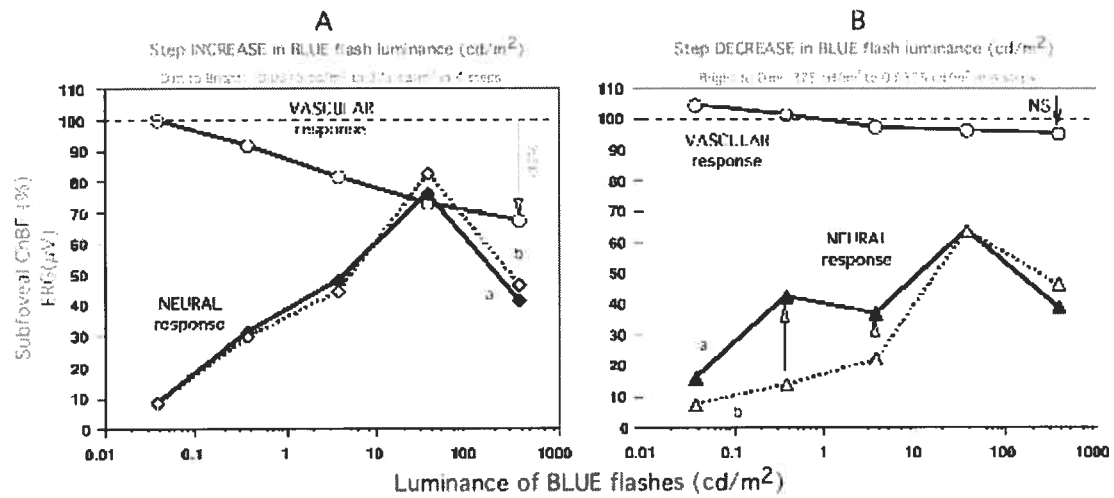 A
Step INCREASE in BLUE flash luminance (cd/m²)
110
100
90
80
70
60
50
40
30
20
10
0
VASCULAR
response
NEURAL
response
b
a
0.01
0.1
1
10
100
1000
Subfoveal ChBF (%)
ERG(µV)
B
Step DECREASE in BLUE flash luminance (cd/m²)
110
100
90
80
70
60
50
40
30
20
10
0
NS
VASCULAR
response
NEURAL
response
a
b
0.01
0.1
1
10
100
1000
Luminance of BLUE flashes (cd/m²)